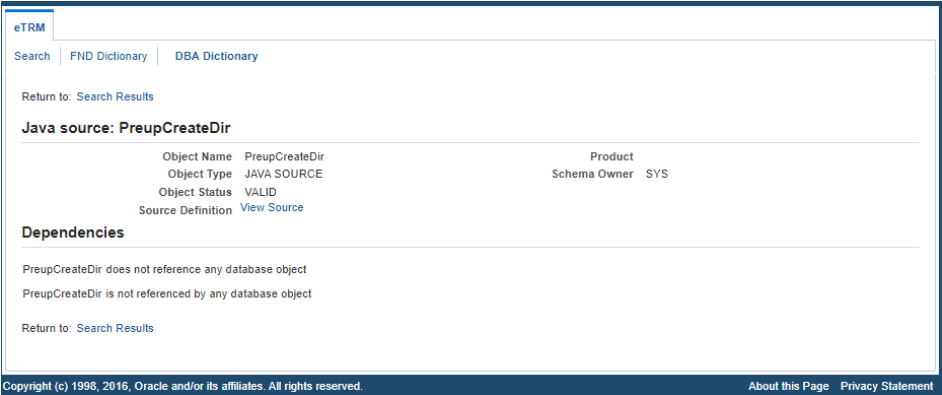 eTRM
Search FND Dictionary DBA Dictionary
Return to: Search Results
Java source: PreupCreateDir
Object Name PreupCreateDir Product
Object Type JAVA SOURCE Schema Owner SYS
Object Status VALID
Source Definition View Source
Dependencies
PreupCreateDir does not reference any database object
PreupCreateDir is not referenced by any database object
Return to: Search Results
Copyright (c) 1998, 2016, Oracle and/or its affiliates. All rights reserved. About this Page Privacy Statement